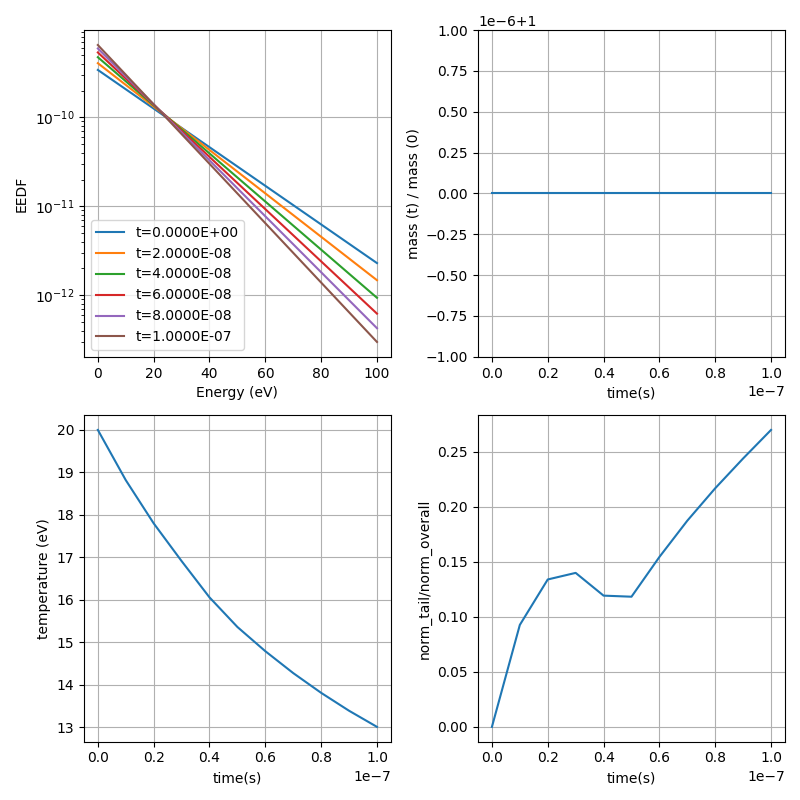 10⁻¹⁰
10⁻¹¹
10⁻¹²
EEDF
t=0.0000E+00
t=2.0000E-08
t=4.0000E-08
t=6.0000E-08
t=8.0000E-08
t=1.0000E-07
0 20 40 60 80 100
Energy (eV)
1e−6+1
1.00
0.75
0.50
0.25
0.00
−0.25
−0.50
−0.75
−1.00
mass (t) / mass (0)
0.0 0.2 0.4 0.6 0.8 1.0
time(s) 1e−7
20
19
18
17
16
15
14
13
temperature (eV)
0.0 0.2 0.4 0.6 0.8 1.0
time(s) 1e−7
0.25
0.20
0.15
0.10
0.05
0.00
norm_tail/norm_overall
0.0 0.2 0.4 0.6 0.8 1.0
time(s) 1e−7